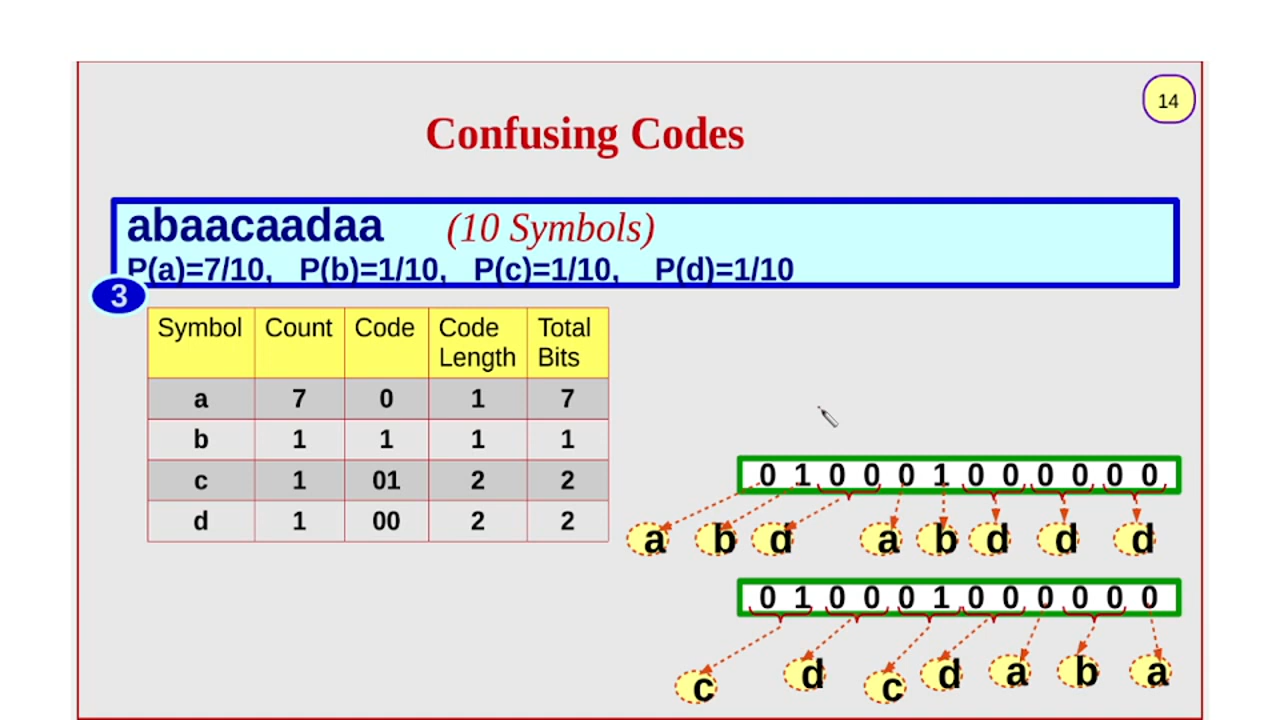 14
Confusing Codes
abaacaadaa (10 Symbols)
P(a)=7/10, P(b)=1/10, P(c)=1/10, P(d)=1/10
3
Symbol Count Code Code Length Total Bits
a 7 0 1 7
b 1 1 1 1
c 1 01 2 2
d 1 00 2 2
0 1 0 0 0 1 0 0 0 0 0 0
a b d a b d d d
0 1 0 0 0 1 0 0 0 0 0 0
c d c d a b a